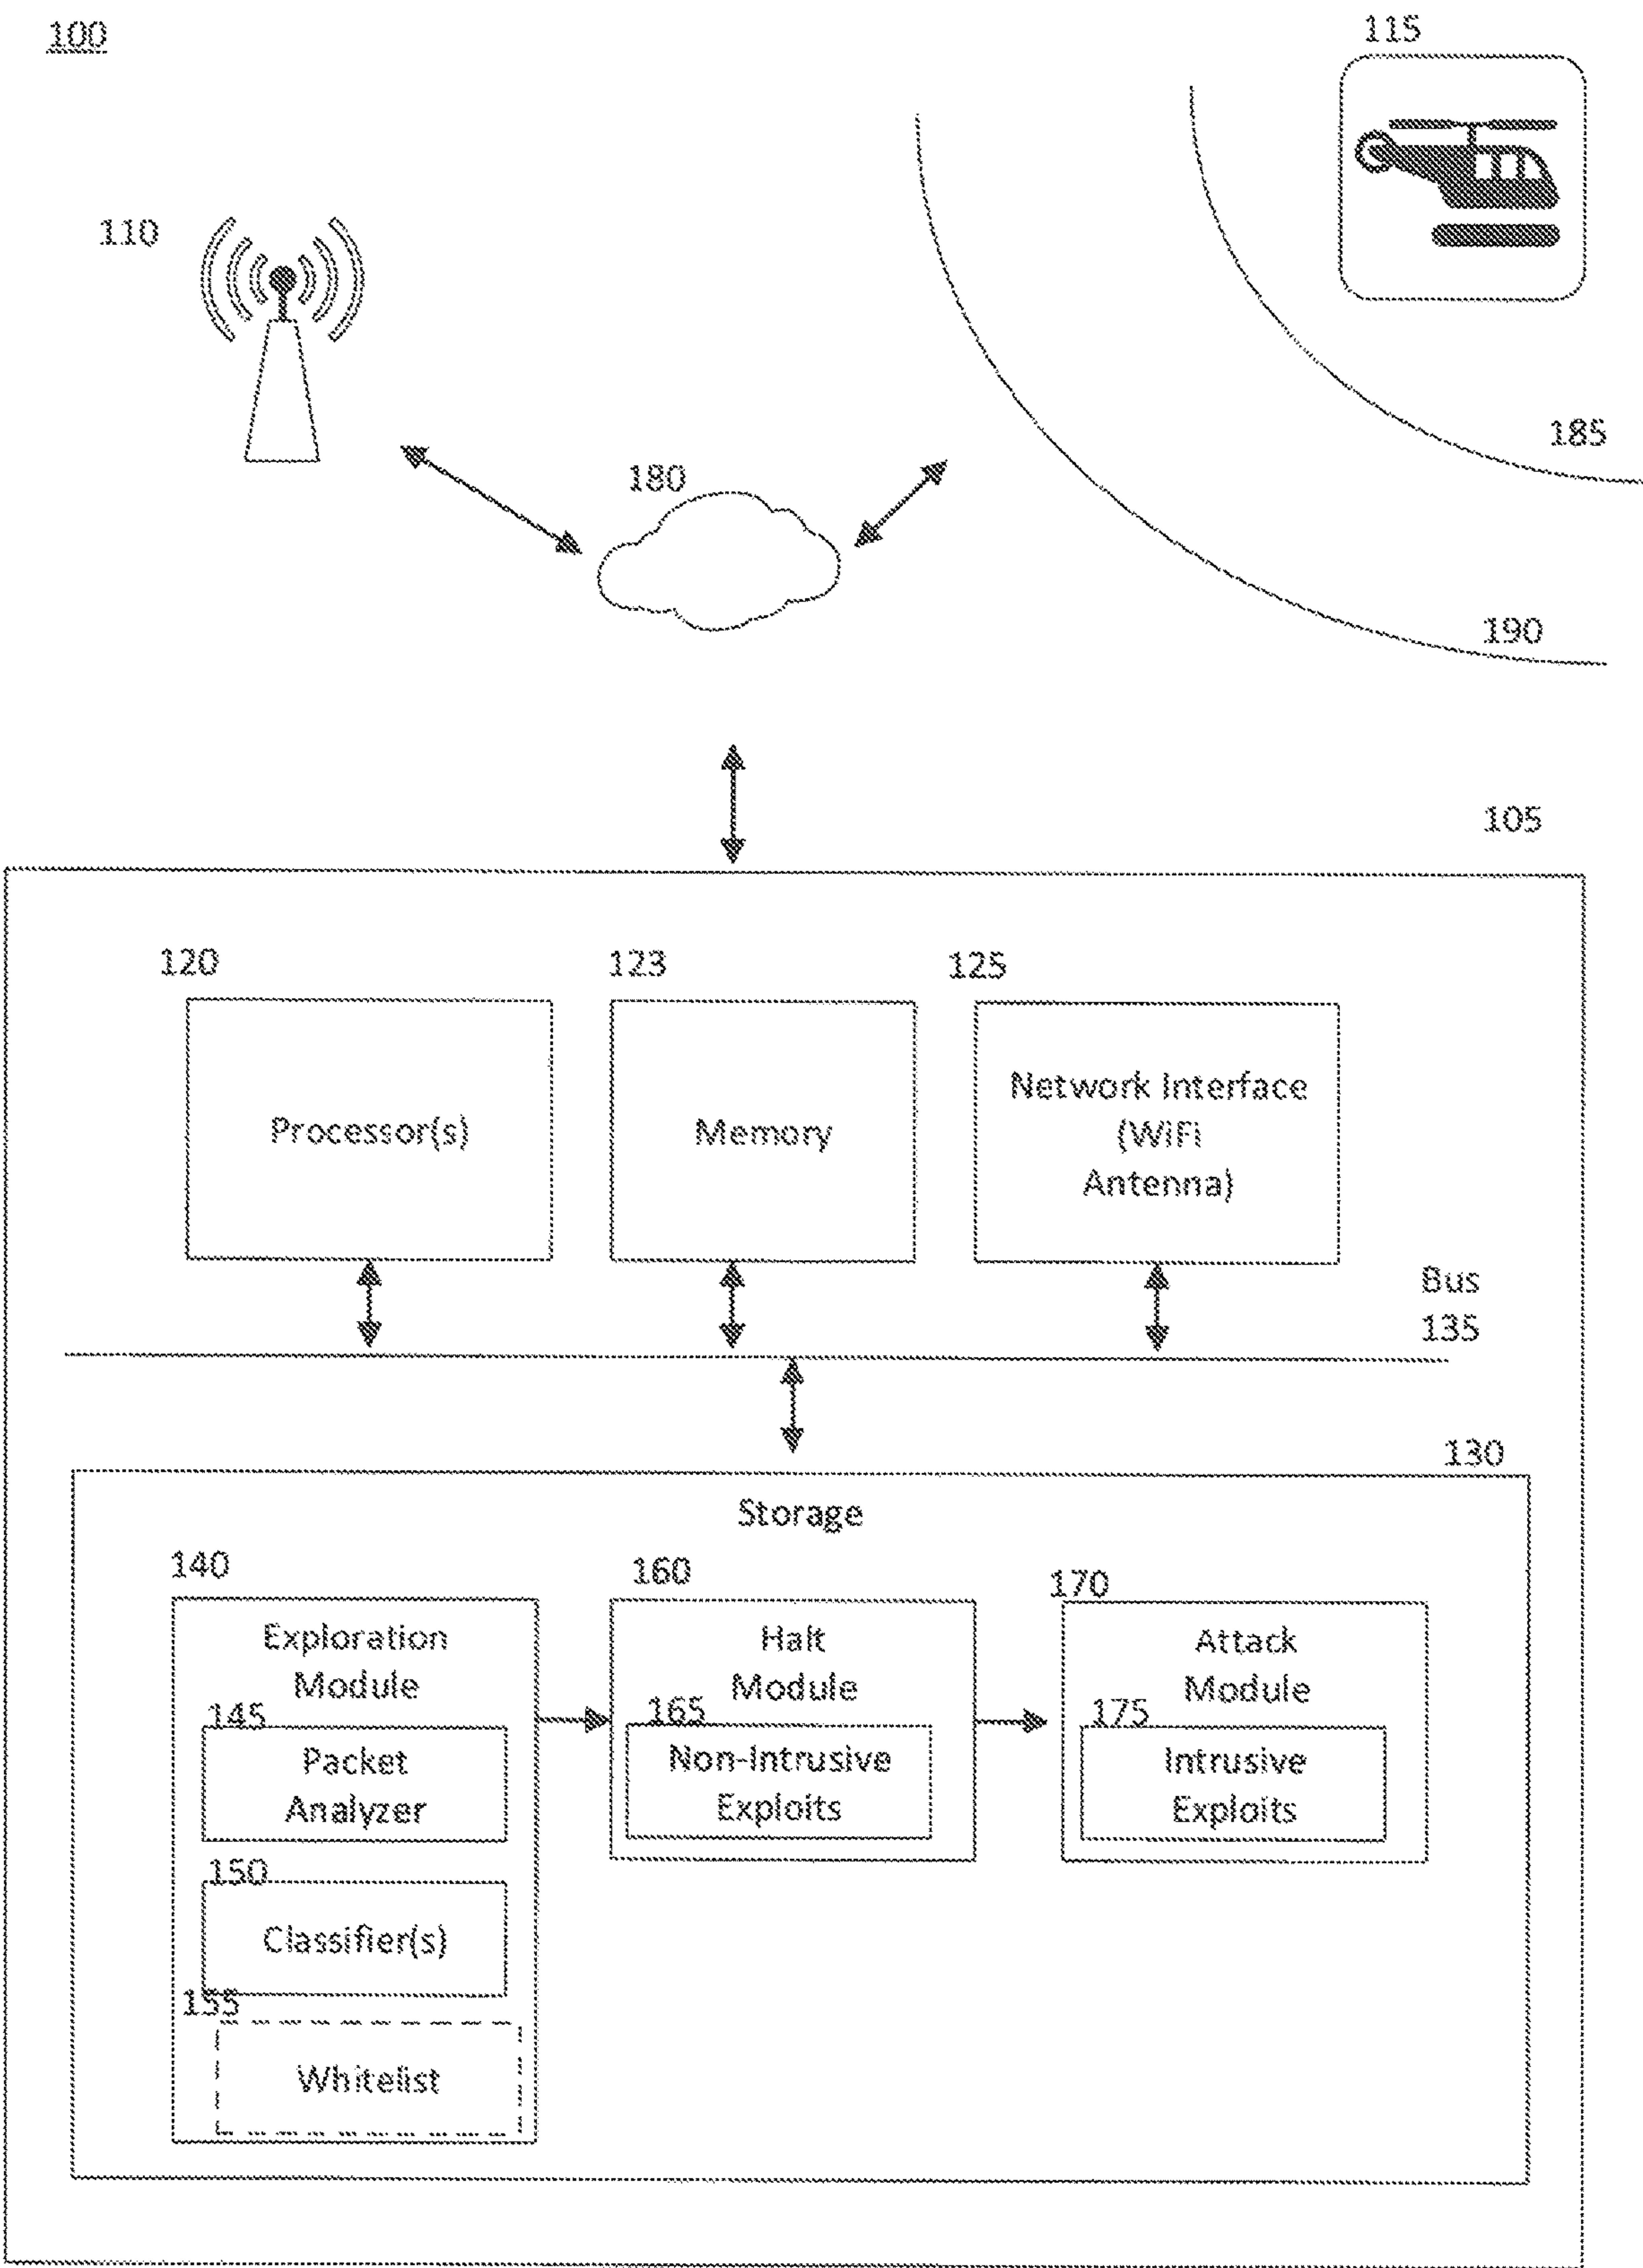 100
115
110
180
185
190
105
120
123
125
Processor(s)
Memory
Network Interface
(WiFi
Antenna)
Bus
135
130
Storage
140
160
170
Exploration
Module
Halt
Module
Attack
Module
145
165
175
Packet
Analyzer
Non-Intrusive
Exploits
Intrusive
Exploits
150
Classifier(s)
155
Whitelist